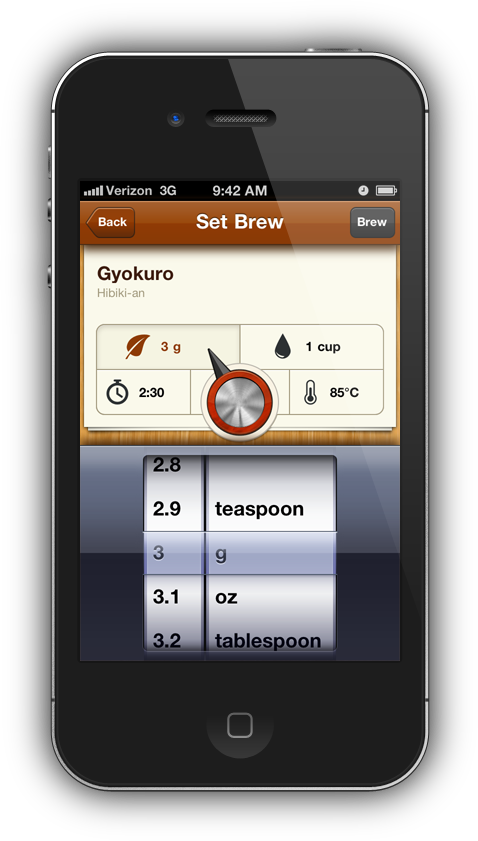 Verizon 3G 9:42 AM
Back Set Brew Brew
Gyokuro
Hibiki-an
3 g 1 cup
2:30 85°C
2.8
2.9 teaspoon
3 g
3.1 oz
3.2 tablespoon